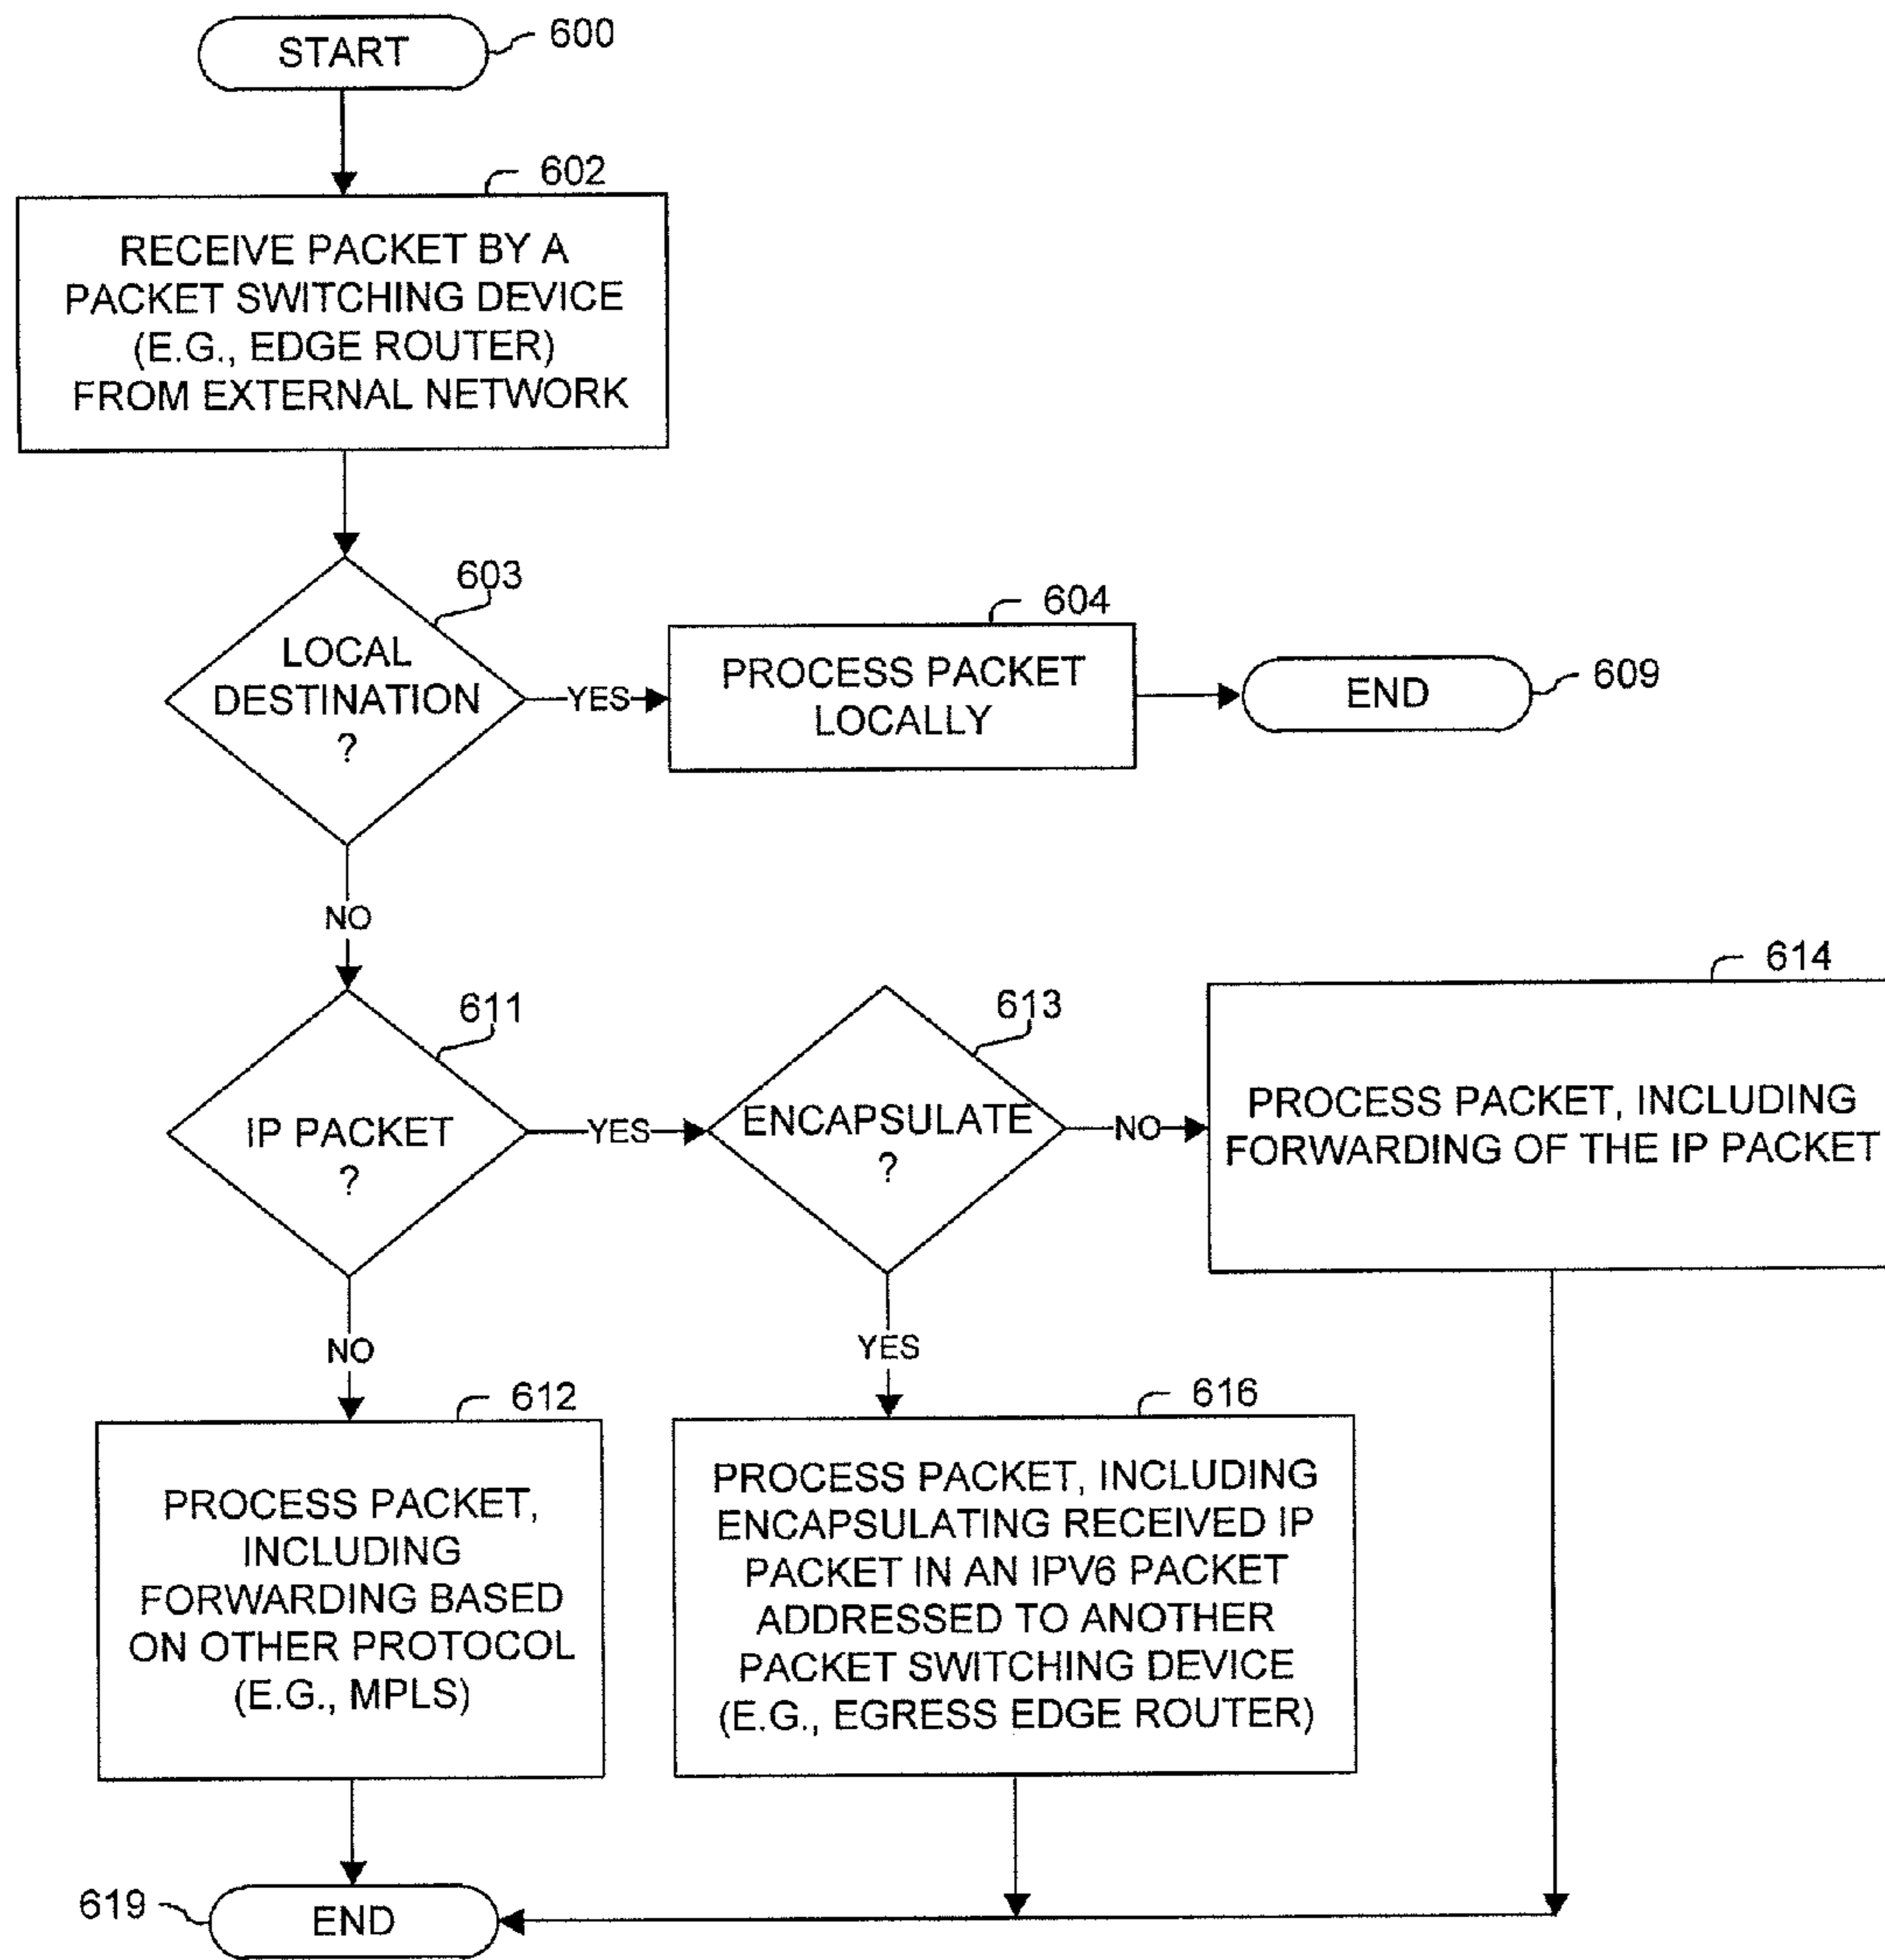 START
600
602
RECEIVE PACKET BY A
PACKET SWITCHING DEVICE
(E.G., EDGE ROUTER)
FROM EXTERNAL NETWORK
603
LOCAL
DESTINATION
?
YES
604
PROCESS PACKET
LOCALLY
END
609
NO
611
IP PACKET
?
YES
613
ENCAPSULATE
?
NO
614
PROCESS PACKET, INCLUDING
FORWARDING OF THE IP PACKET
NO
YES
612
PROCESS PACKET,
INCLUDING
FORWARDING BASED
ON OTHER PROTOCOL
(E.G., MPLS)
616
PROCESS PACKET, INCLUDING
ENCAPSULATING RECEIVED IP
PACKET IN AN IPV6 PACKET
ADDRESSED TO ANOTHER
PACKET SWITCHING DEVICE
(E.G., EGRESS EDGE ROUTER)
619
END